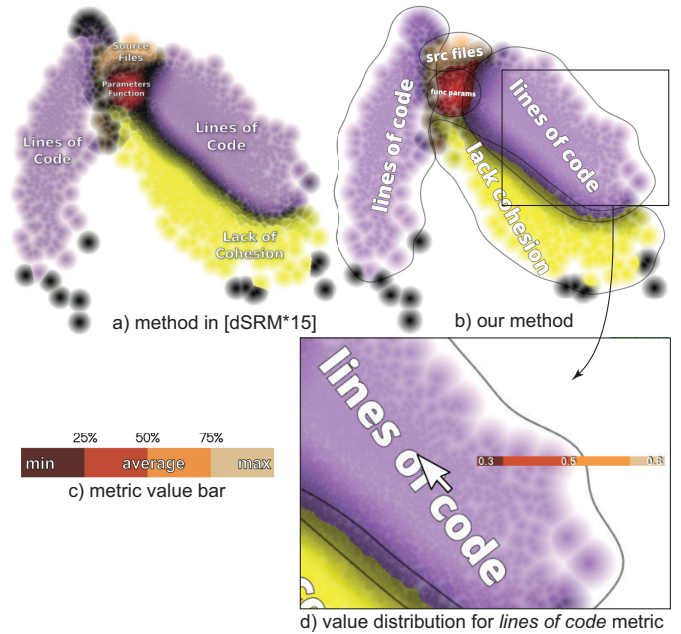 Source
Files
Parameters
Function
Lines of
Code
Lines of
Code
Lack of
Cohesion
a) method in [dSRM*15]
src files
func params
lines of code
lines of code
lack cohesion
b) our method
25% 50% 75%
min average max
c) metric value bar
lines of code
0.3 0.5 0.6
co
d) value distribution for lines of code metric